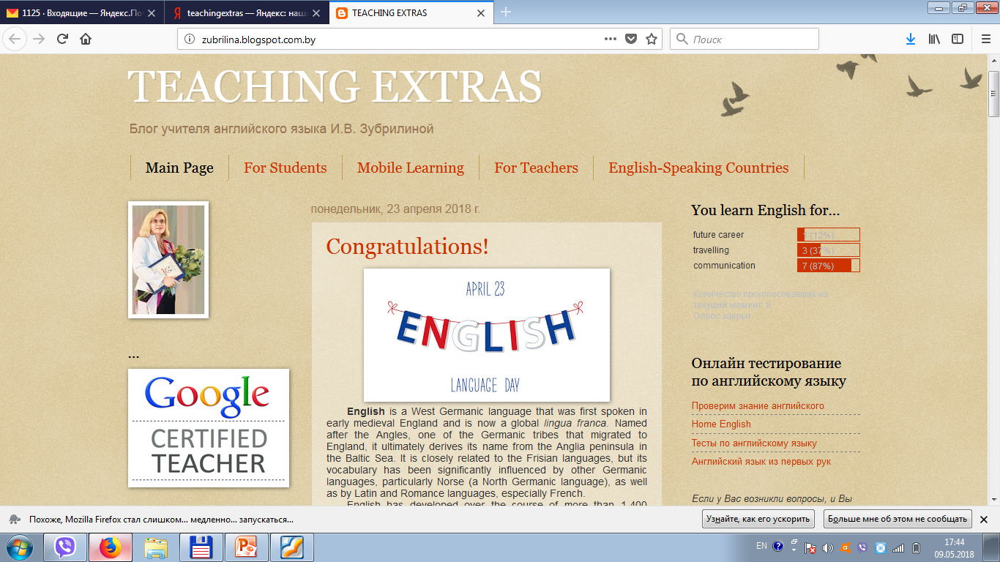 1125 · Входящие — Яндекс.По
teachingextras — Яндекс: наш
TEACHING EXTRAS
zubrilina.blogspot.com.by
Поиск
TEACHING EXTRAS
Блог учителя английского языка И.В. Зубрилиной
Main Page
For Students
Mobile Learning
For Teachers
English-Speaking Countries
...
Google
CERTIFIED
TEACHER
понедельник, 23 апреля 2018 г.
Congratulations!
APRIL 23
ENGLISH
LANGUAGE DAY
English is a West Germanic language that was first spoken in
early medieval England and is now a global lingua franca. Named
after the Angles, one of the Germanic tribes that migrated to
England, it ultimately derives its name from the Anglia peninsula in
the Baltic Sea. It is closely related to the Frisian languages, but its
vocabulary has been significantly influenced by other Germanic
languages, particularly Norse (a North Germanic language), as well
as by Latin and Romance languages, especially French.
English has developed over the course of more than 1,400
You learn English for...
future career 1 (12%)
travelling 3 (37%)
communication 7 (87%)
Количество проголосовавших на
текущий момент: 8
Опрос закрыт
Онлайн тестирование
по английскому языку
Проверим знание английского
Home English
Тесты по английскому языку
Английский язык из первых рук
Если у Вас возникли вопросы, и Вы
Похоже, Mozilla Firefox стал слишком... медленно... запускаться...
Узнайте, как его ускорить
Больше мне об этом не сообщать
EN
17:44
09.05.2018